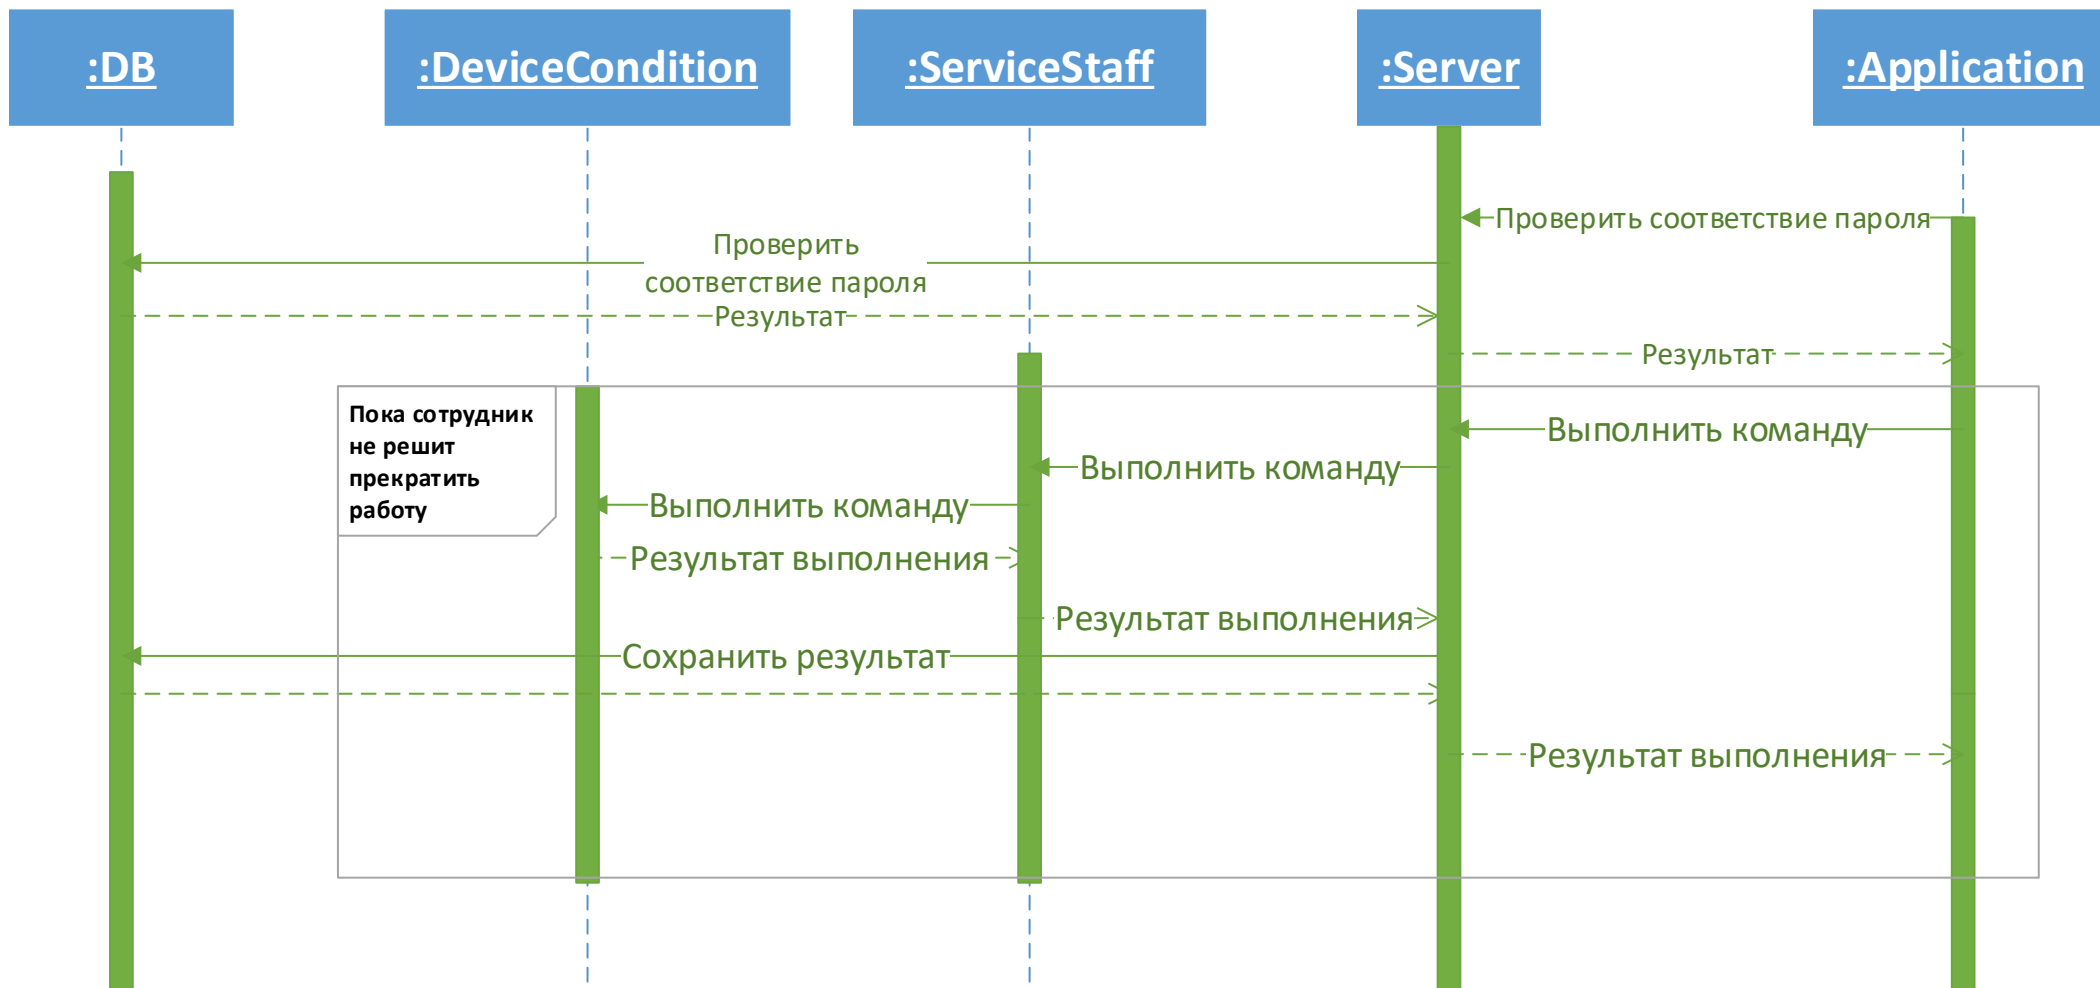 :DB
:DeviceCondition
:ServiceStaff
:Server
:Application
Проверить соответствие пароля
Проверить
соответствие пароля
Результат
Результат
Пока сотрудник
не решит
прекратить
работу
Выполнить команду
Выполнить команду
Выполнить команду
Результат выполнения
Результат выполнения
Сохранить результат
Результат выполнения